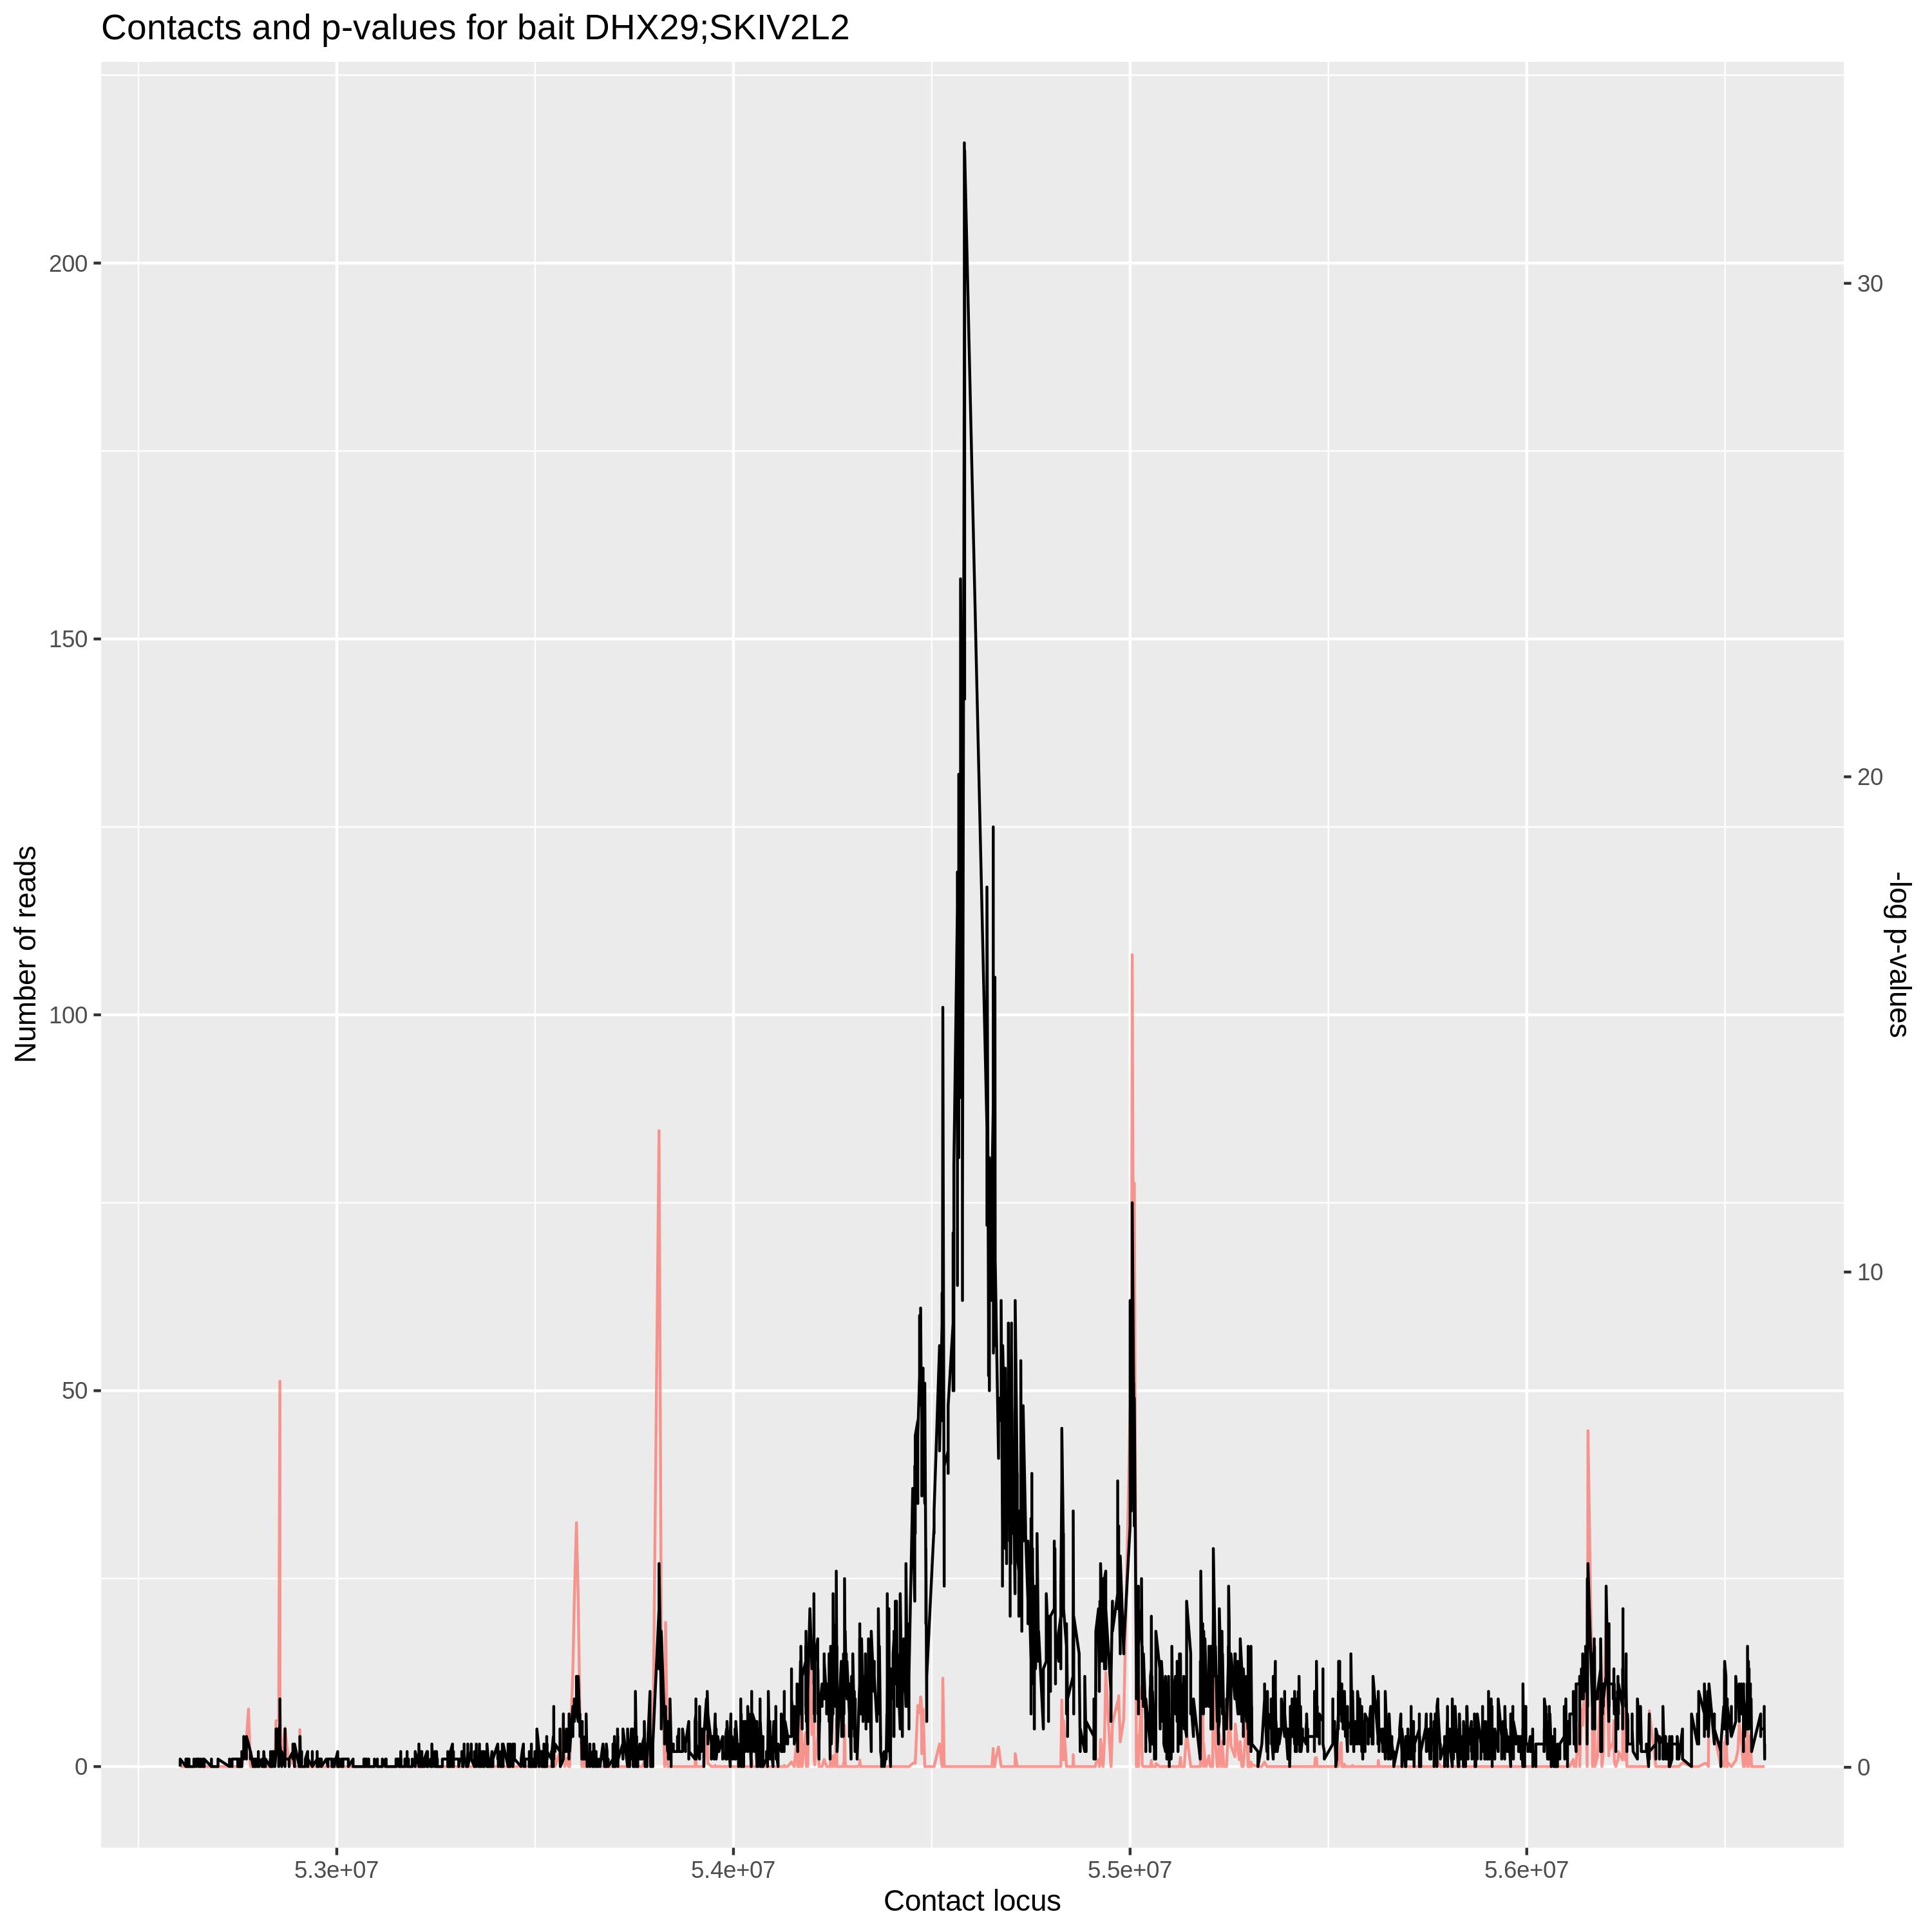 Contacts and p-values for bait DHX29;SKIV2L2
Number of reads
200
150
100
50
0
30
20
10
0
-log p-values
5.3e+07
5.4e+07
5.5e+07
5.6e+07
Contact locus